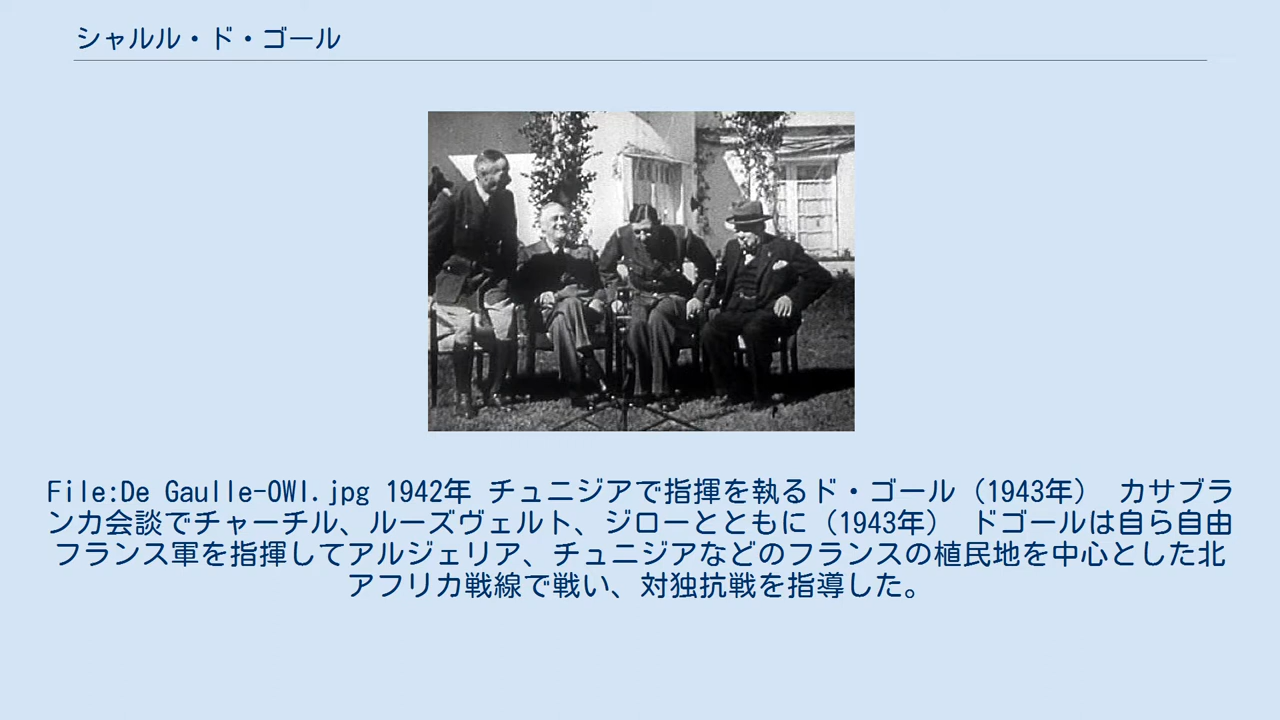 シャルル・ド・ゴール
File:De Gaulle-OWI.jpg 1942年 チュニジアで指揮を執るド・ゴール（1943年） カサブラ
ンカ会談でチャーチル、ルーズヴェルト、ジローとともに（1943年） ドゴールは自ら自由
フランス軍を指揮してアルジェリア、チュニジアなどのフランスの植民地を中心とした北
アフリカ戦線で戦い、対独抗戦を指導した。